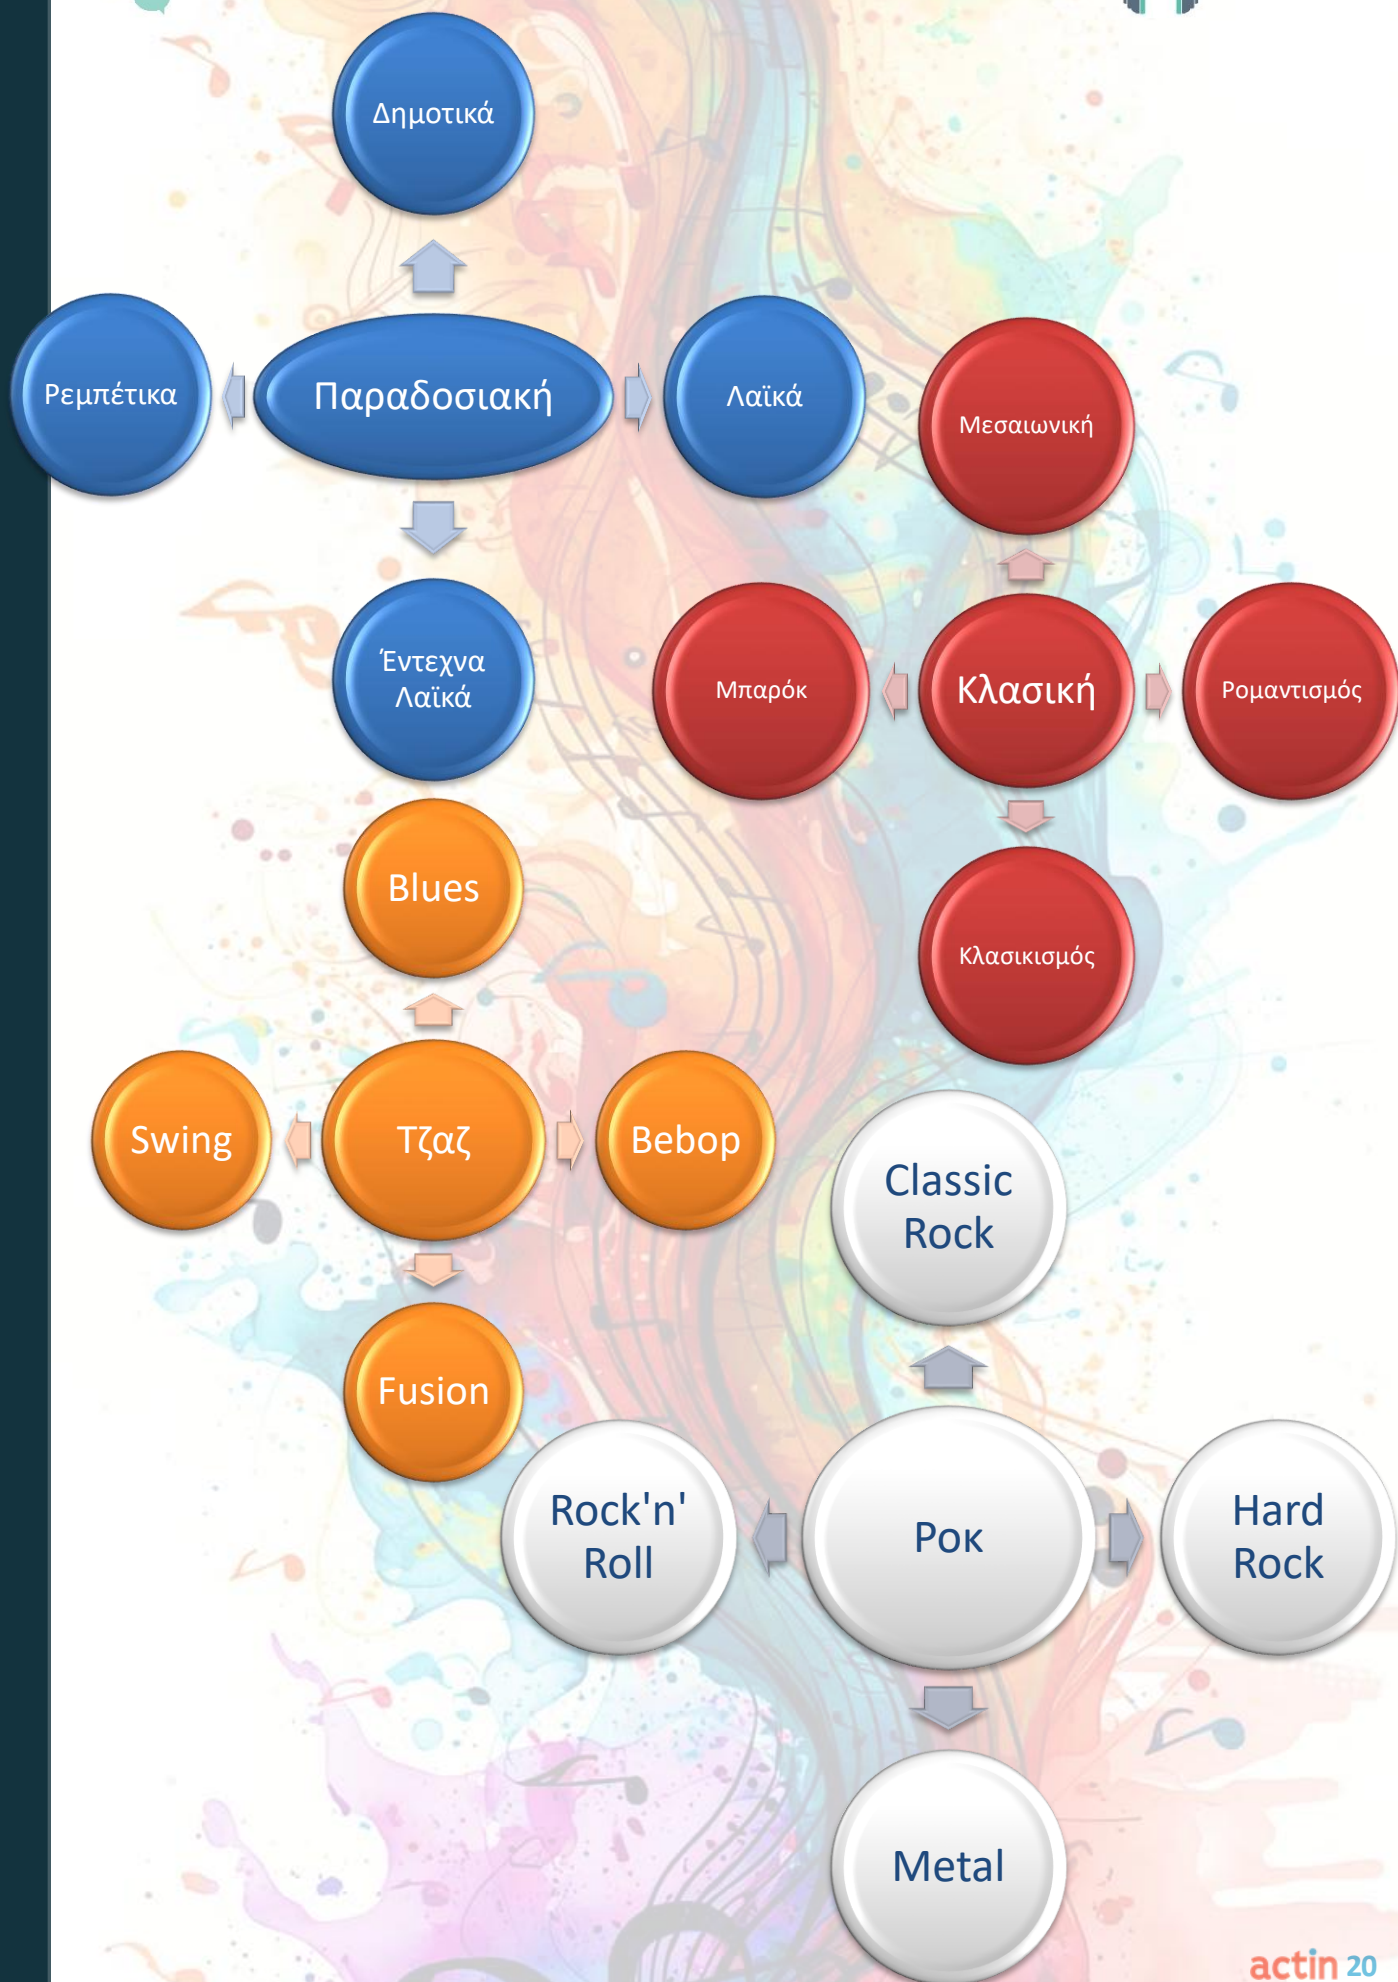 Δημοτικά
Ρεμπέτικα
Παραδοσιακή
Λαϊκά
Έντεχνα
Λαϊκά
Μεσαιωνική
Μπαρόκ
Κλασική
Ρομαντισμός
Κλασικισμός
Blues
Swing
Τζαζ
Bebop
Fusion
Classic
Rock
Rock'n'
Roll
Ροκ
Hard
Rock
Metal
actin 20